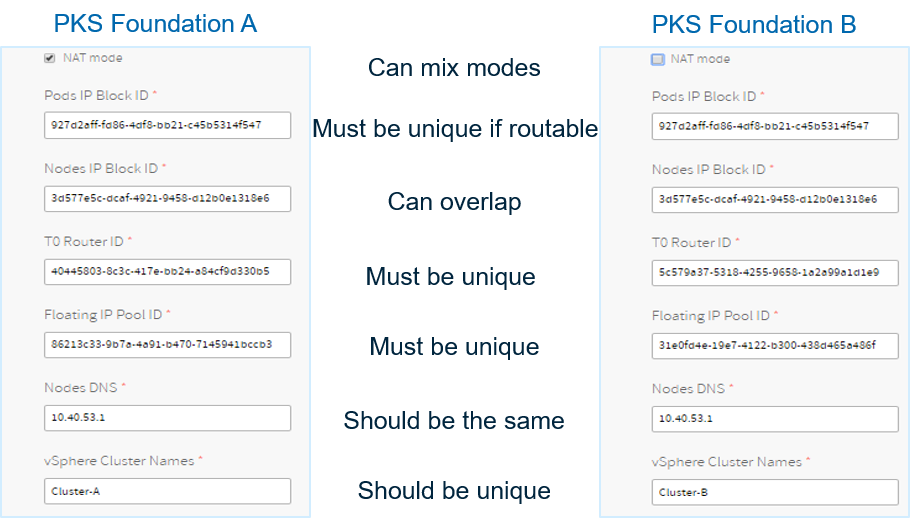 PKS Foundation A
PKS Foundation B
NAT mode
Can mix modes
NAT mode
Pods IP Block ID *
Pods IP Block ID *
927d2aff-fd86-4df8-bb21-c45b5314f547
Must be unique if routable
927d2aff-fd86-4df8-bb21-c45b5314f547
Nodes IP Block ID *
Nodes IP Block ID *
3d577e5c-dcaf-4921-9458-d12b0e1318e6
Can overlap
3d577e5c-dcaf-4921-9458-d12b0e1318e6
T0 Router ID *
T0 Router ID *
40445803-8c3c-417e-bb24-a84cf9d330b5
Must be unique
5c579a37-5318-4255-9658-1a2a99a1d1e9
Floating IP Pool ID *
Floating IP Pool ID *
86213c33-9b7a-4a91-b470-7145941bccb3
Must be unique
31e0fd4e-19e7-4122-b300-438d465a486f
Nodes DNS *
Nodes DNS *
10.40.53.1
Should be the same
10.40.53.1
vSphere Cluster Names *
vSphere Cluster Names *
Cluster-A
Should be unique
Cluster-B